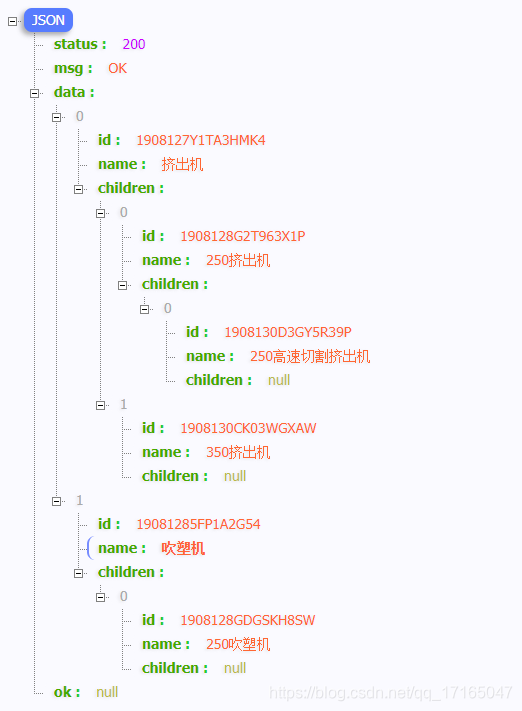 JSON
status : 200
msg : OK
data :
0
id : 1908127Y1TA3HMK4
name : 挤出机
children :
0
id : 1908128G2T963X1P
name : 250挤出机
children :
0
id : 1908130D3GY5R39P
name : 250高速切割挤出机
children : null
1
id : 1908130CK03WGXAW
name : 350挤出机
children : null
1
id : 19081285FP1A2G54
name : 吹塑机
children :
0
id : 1908128GDGSKH8SW
name : 250吹塑机
children : null
ok : null
https://blog.csdn.net/qq_17165047